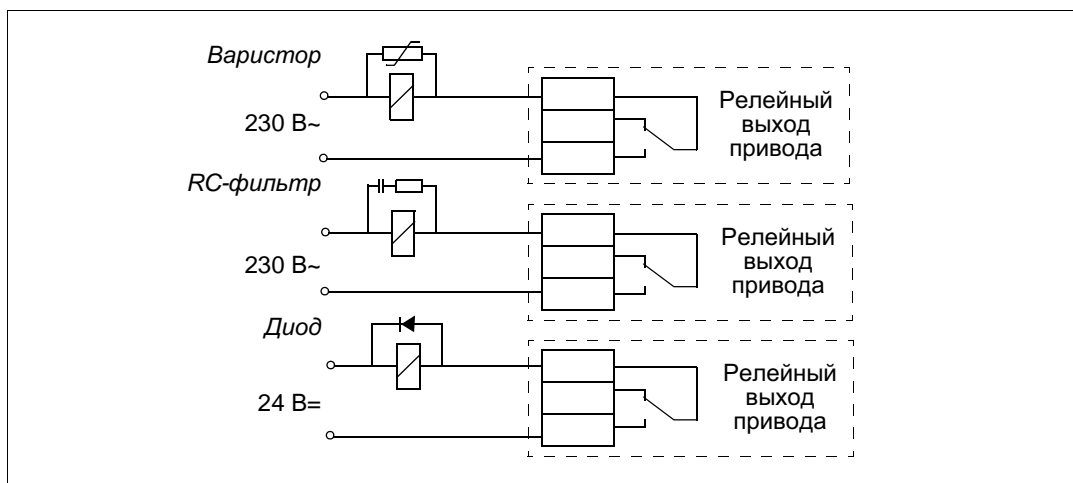 Варистор
230 В~
Релейный
выход
привода
RC-фильтр
230 В~
Релейный
выход
привода
Диод
24 В=
Релейный
выход
привода